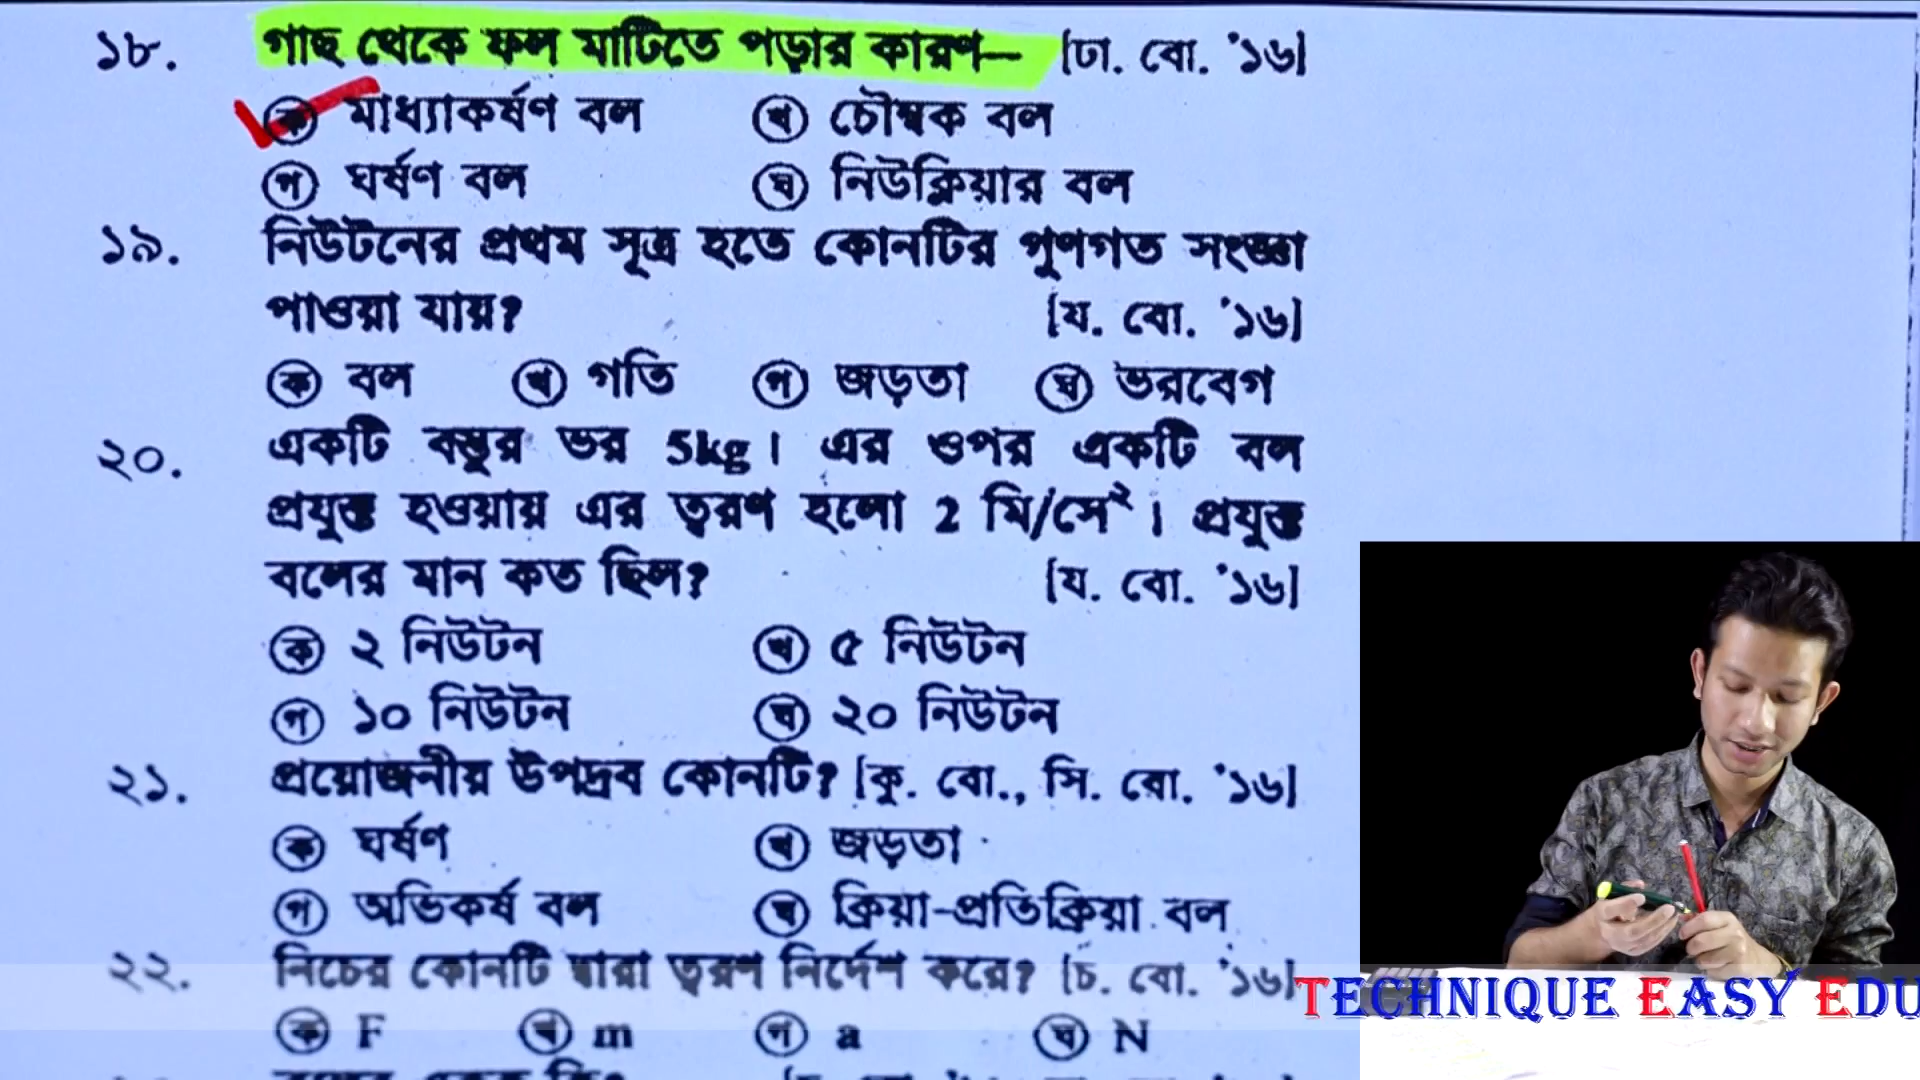 ১৮. গাছ থেকে ফল মাটিতে পড়ার কারণ— [ঢা. বো. '১৬]
ক মাধ্যাকর্ষণ বল খ চৌম্বক বল
গ ঘর্ষণ বল ঘ নিউক্লিয়ার বল
১৯. নিউটনের প্রথম সূত্র হতে কোনটির গুণগত সংজ্ঞা
পাওয়া যায়? [য. বো. '১৬]
ক বল খ গতি গ জড়তা ঘ ভরবেগ
২০. একটি বস্তুর ভর 5kg। এর ওপর একটি বল
প্রযুক্ত হওয়ায় এর ত্বরণ হলো 2 মি/সে²। প্রযুক্ত
বলের মান কত ছিল? [য. বো. '১৬]
ক ২ নিউটন খ ৫ নিউটন
গ ১০ নিউটন ঘ ২০ নিউটন
২১. প্রয়োজনীয় উপদ্রব কোনটি? [কু. বো., সি. বো. '১৬]
ক ঘর্ষণ খ জড়তা
গ অভিকর্ষ বল ঘ ক্রিয়া-প্রতিক্রিয়া বল
২২. নিচের কোনটি দ্বারা ত্বরণ নির্দেশ করে? [চ. বো. '১৬]
ক F খ m গ a ঘ N
TECHNIQUE EASY EDU